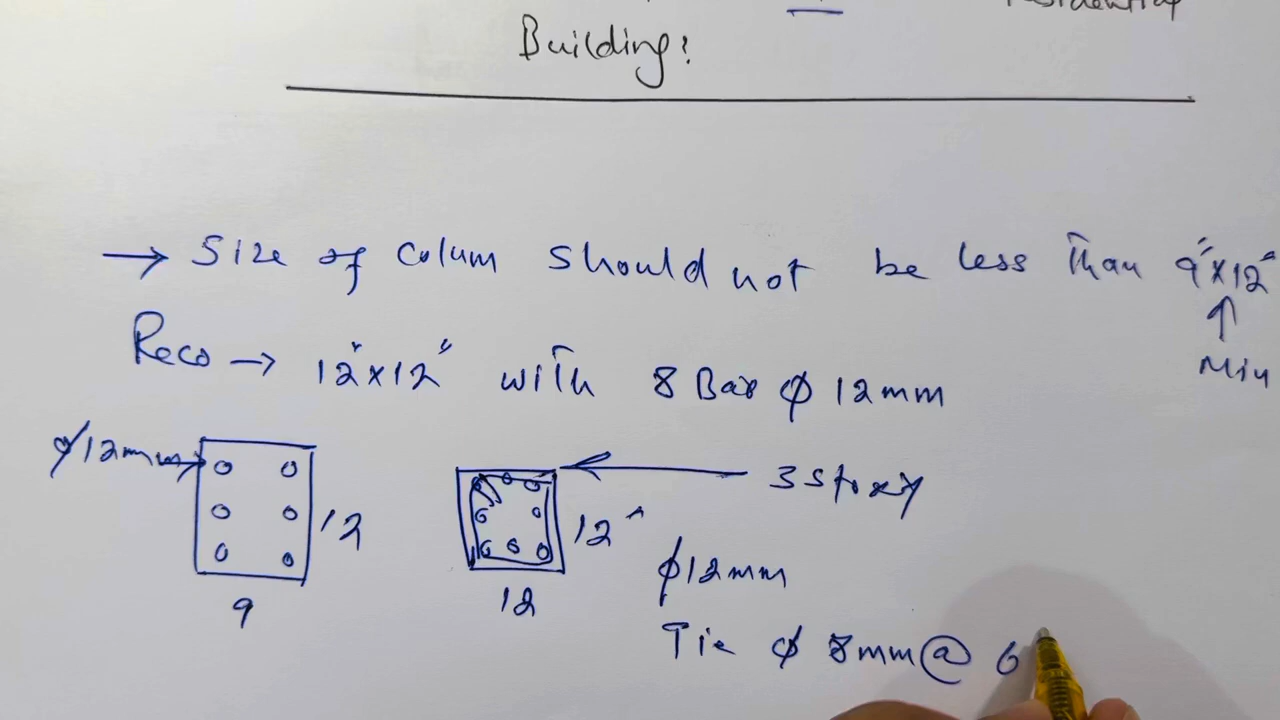 Residential
Building?
→ Size of Colum should not be less Than 9"x12"
↑
Min
Reco → 12"x12" with 8 Bar ϕ 12mm
ϕ12mm
12
9
12"
12
3 Story
ϕ12mm
Tie ϕ 8mm@ 6